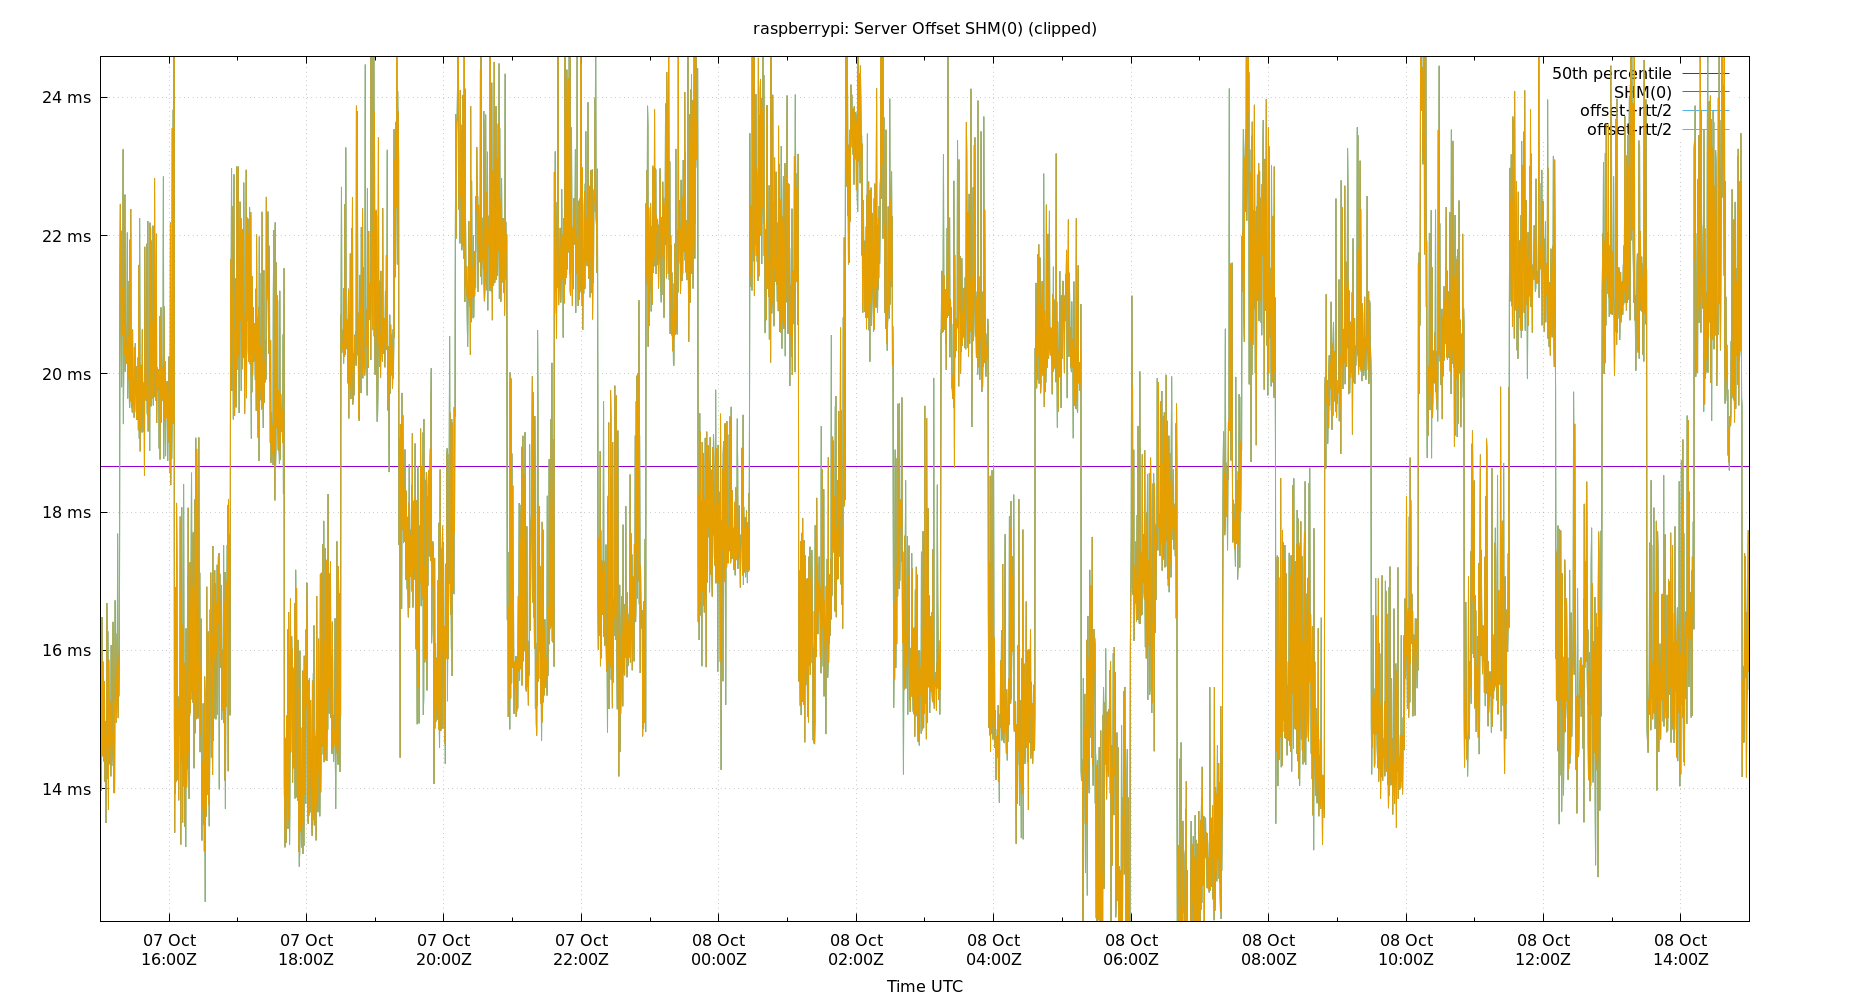 raspberrypi: Server Offset SHM(0) (clipped)
50th percentile
SHM(0)
offset+rtt/2
offset-rtt/2
24 ms
22 ms
20 ms
18 ms
16 ms
14 ms
07 Oct 07 Oct 07 Oct 07 Oct 08 Oct 08 Oct 08 Oct 08 Oct 08 Oct 08 Oct 08 Oct 08 Oct
16:00Z 18:00Z 20:00Z 22:00Z 00:00Z 02:00Z 04:00Z 06:00Z 08:00Z 10:00Z 12:00Z 14:00Z
Time UTC